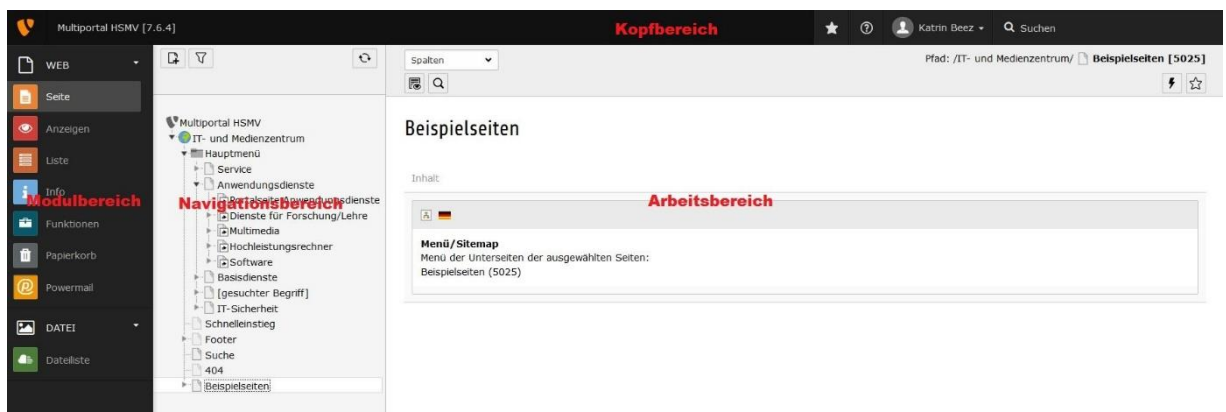 Multiportal HSMV [7.6.4]
Kopfbereich
Katrin Beez
Suchen
WEB
Seite
Anzeigen
Liste
Info
Modulbereich
Funktionen
Papierkorb
Powermail
DATEI
Dateiliste
Multiportal HSMV
IT- und Medienzentrum
Hauptmenü
Service
Anwendungsdienste
Portalseite Anwendungsdienste
Navigationsbereich
Dienste für Forschung/Lehre
Multimedia
Hochleistungsrechner
Software
Basisdienste
[gesuchter Begriff]
IT-Sicherheit
Schnelleinstieg
Footer
Suche
404
Beispielseiten
Spalten
Pfad: /IT- und Medienzentrum/ Beispielseiten [5025]
Beispielseiten
Inhalt
Arbeitsbereich
Menü/Sitemap
Menü der Unterseiten der ausgewählten Seiten:
Beispielseiten (5025)